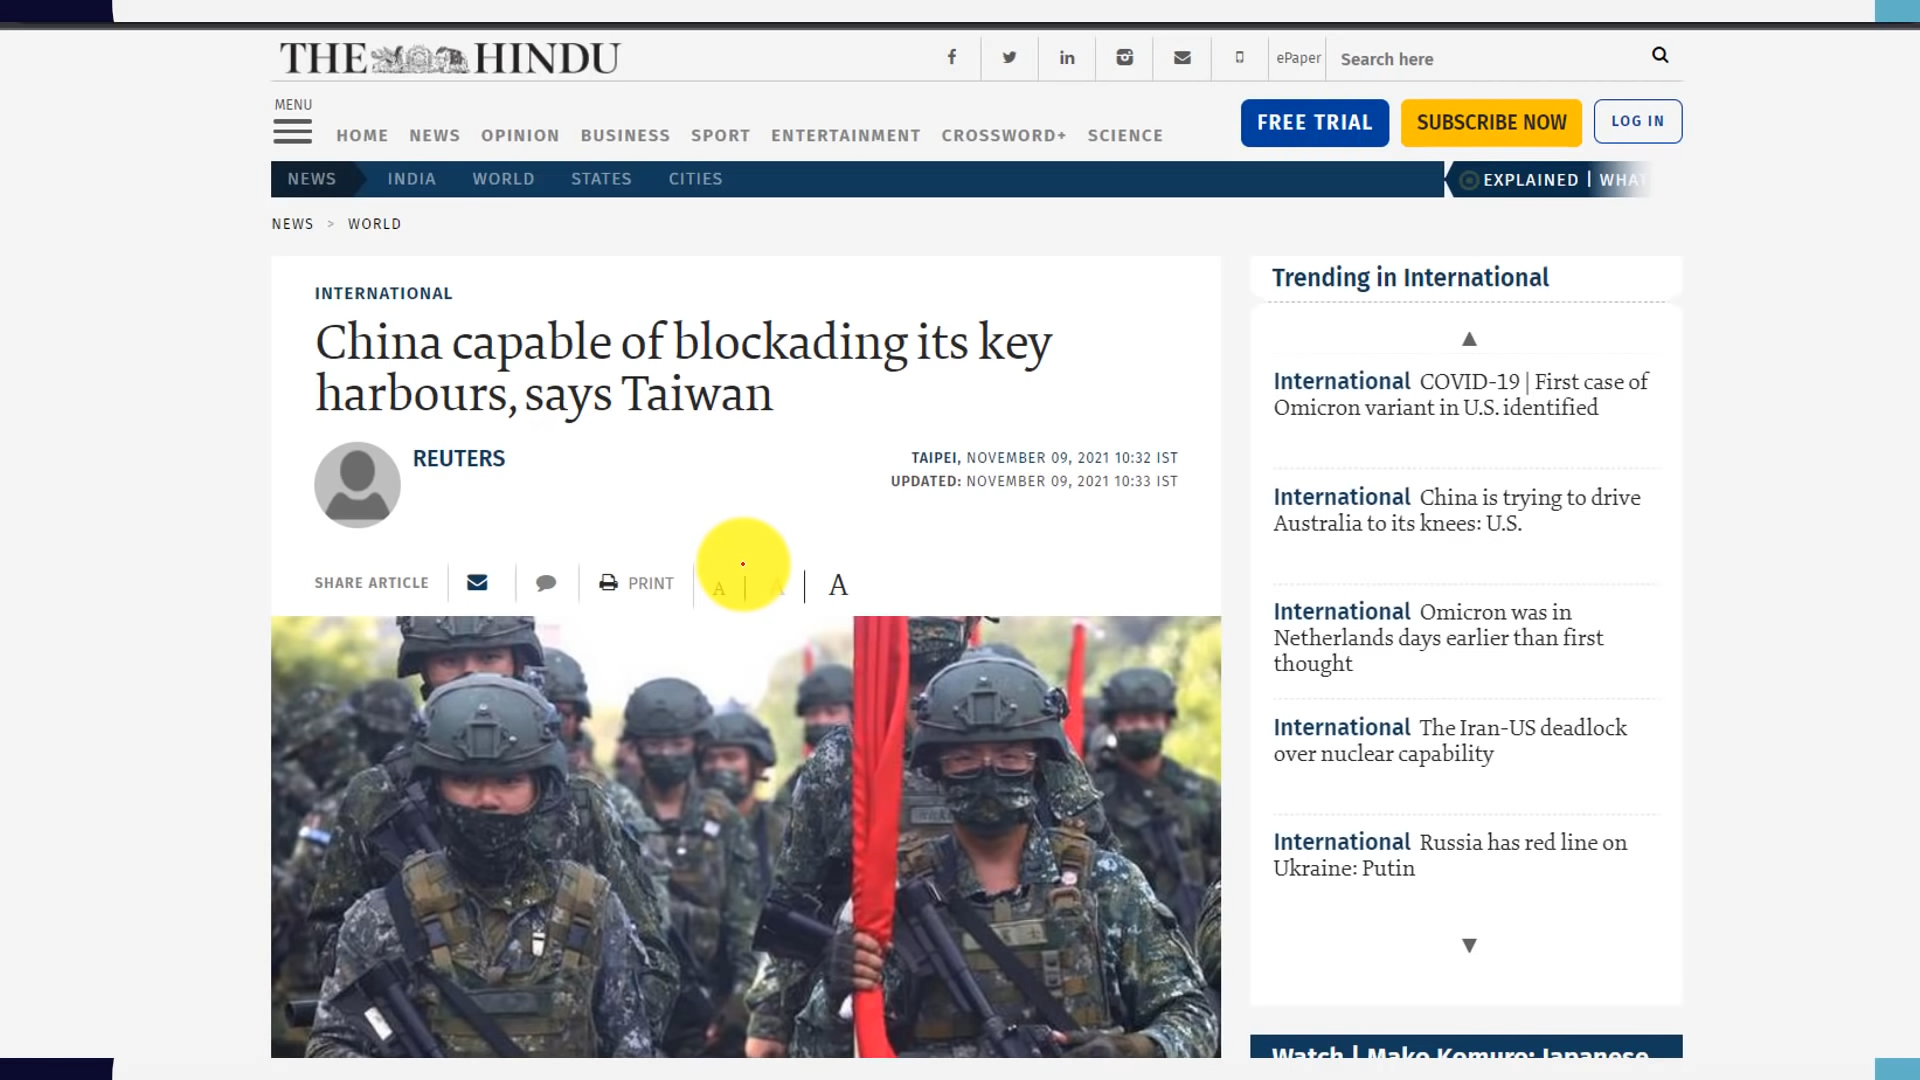 THE HINDU
ePaper
Search here
MENU
HOME NEWS OPINION BUSINESS SPORT ENTERTAINMENT CROSSWORD+ SCIENCE
FREE TRIAL
SUBSCRIBE NOW
LOG IN
NEWS INDIA WORLD STATES CITIES
EXPLAINED | WHAT
NEWS > WORLD
INTERNATIONAL
China capable of blockading its key
harbours, says Taiwan
REUTERS
TAIPEI, NOVEMBER 09, 2021 10:32 IST
UPDATED: NOVEMBER 09, 2021 10:33 IST
SHARE ARTICLE
PRINT
A | A | A
Trending in International
International COVID-19 | First case of
Omicron variant in U.S. identified
International China is trying to drive
Australia to its knees: U.S.
International Omicron was in
Netherlands days earlier than first
thought
International The Iran-US deadlock
over nuclear capability
International Russia has red line on
Ukraine: Putin
Watch | Mako Komuro: Japanese